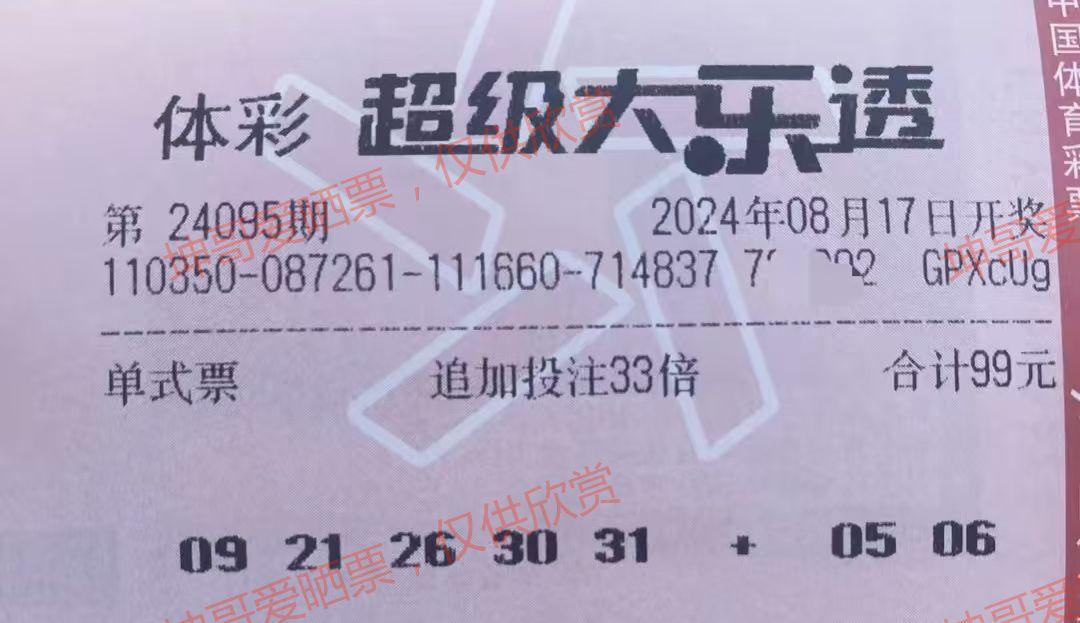 体彩 超级大乐透
第 24095期 2024年08月17日开奖
110350-087261-111660-714837 GPXcUg
单式票 追加投注33倍 合计99元
09 21 26 30 31 + 05 06
中国体育彩票
坤哥爱晒票，仅供欣赏
坤哥爱晒票，仅供欣赏
坤哥爱
坤哥爱